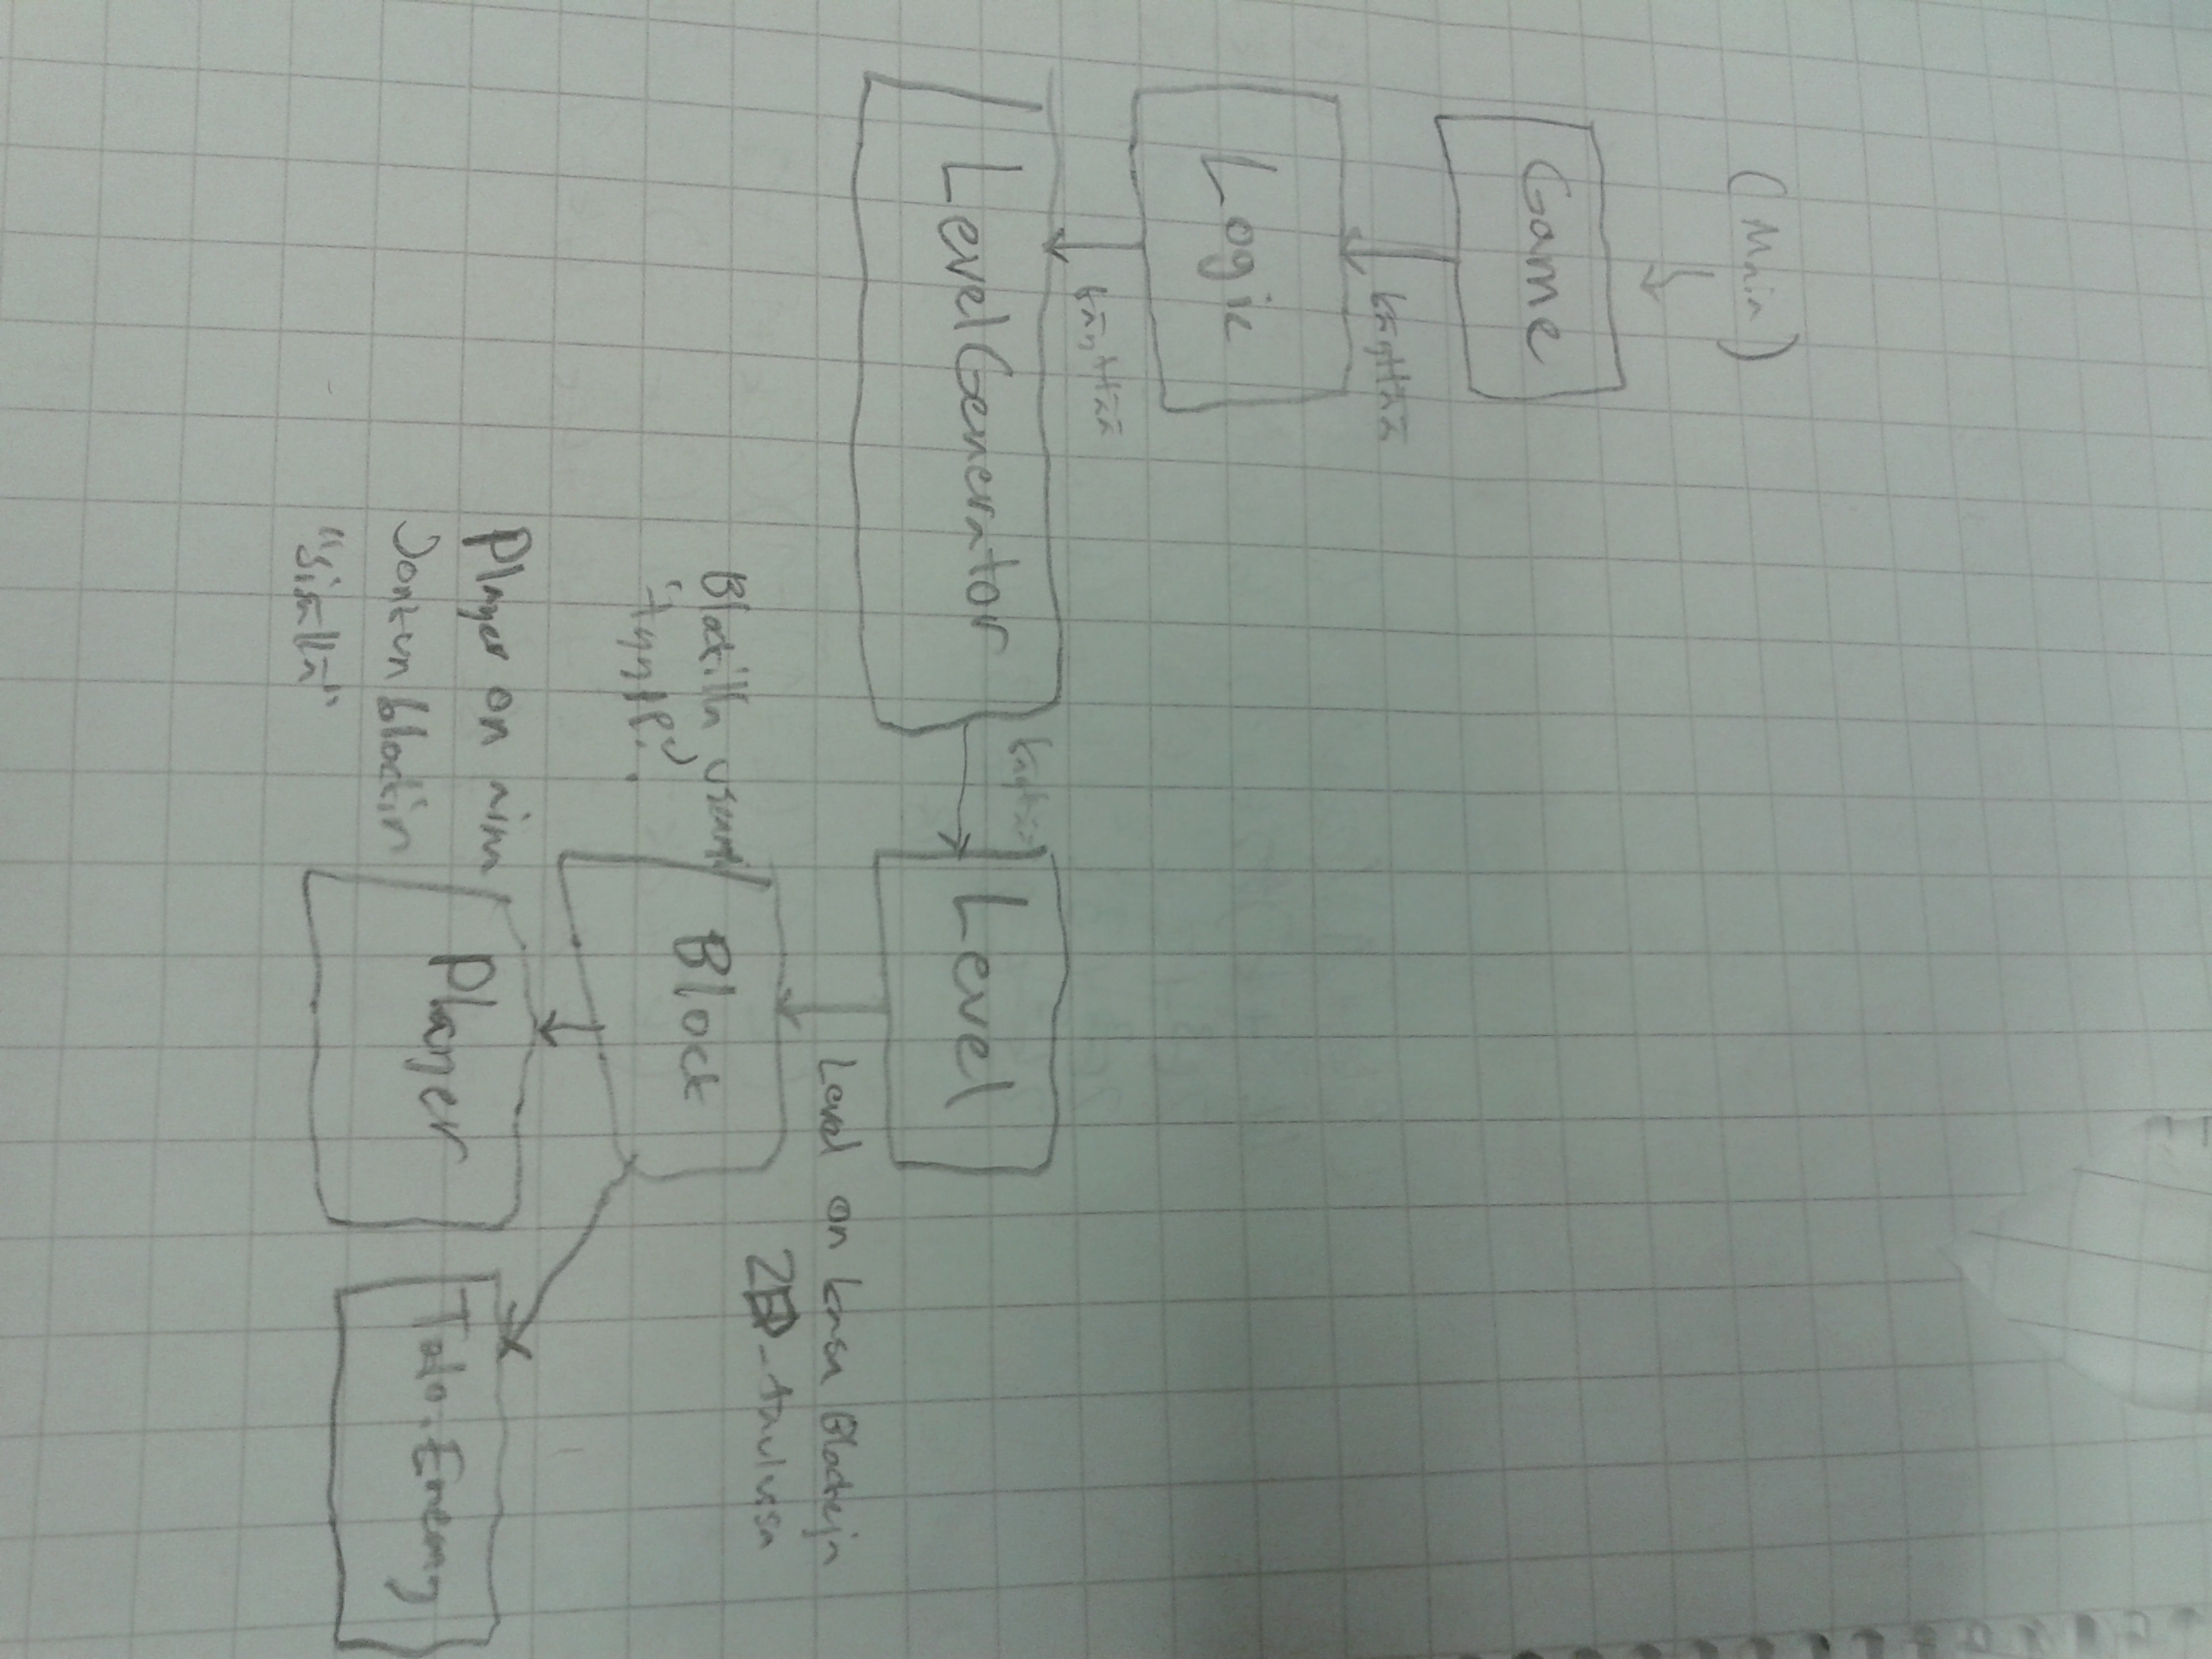 (Main)
Game
käyttää
Logic
käyttää
LevelGenerator
käyttää
Level
Level on kasa Blockeja
2D-taulussa
Blockilla useampi
"tyyppi".
Block
Player on aina
Jonkun blockin
"sisällä"
Player
Todo: Enemy